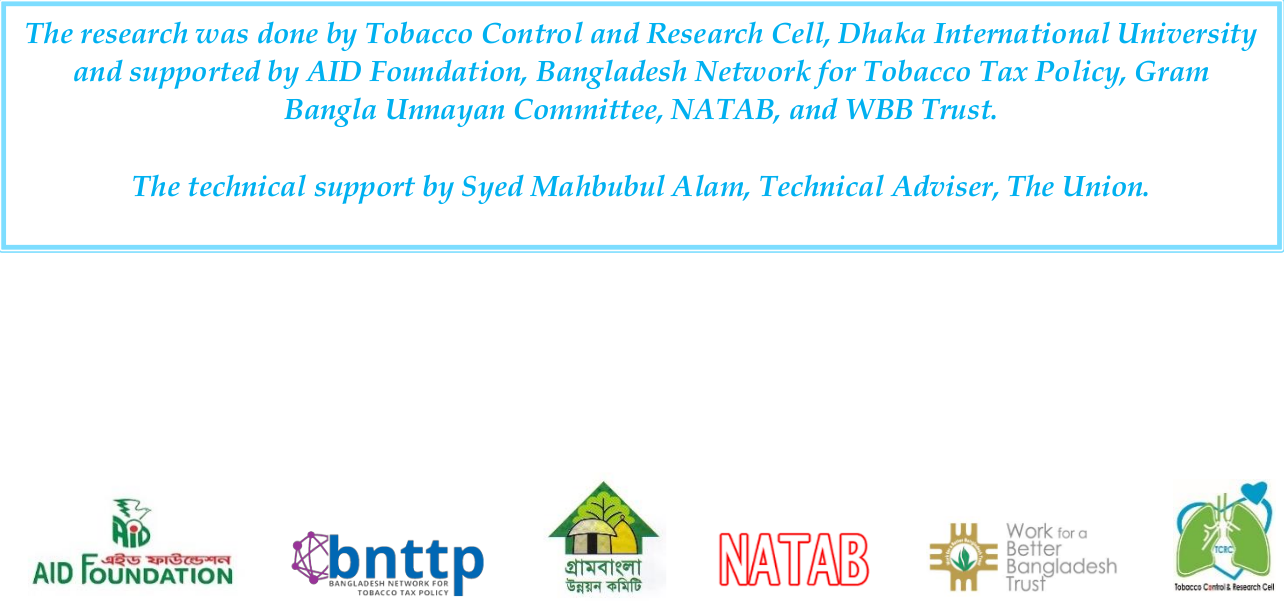 The research was done by Tobacco Control and Research Cell, Dhaka International University
and supported by AID Foundation, Bangladesh Network for Tobacco Tax Policy, Gram
Bangla Unnayan Committee, NATAB, and WBB Trust.
The technical support by Syed Mahbubul Alam, Technical Adviser, The Union.
AID
এইড ফাউন্ডেশন
AID FOUNDATION
bnttp
BANGLADESH NETWORK FOR
TOBACCO TAX POLICY
গ্রামবাংলা
উন্নয়ন কমিটি
NATAB
Work for a
Better
Bangladesh
Trust
TCRC
Tobacco Control & Research Cell